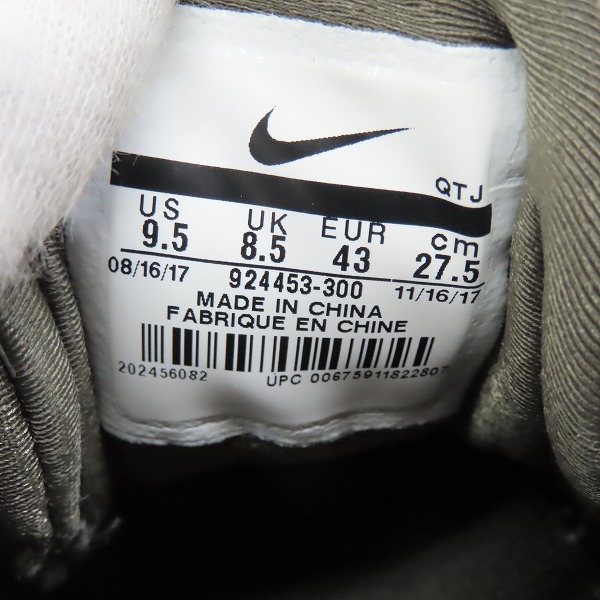 QTJ
US UK EUR cm
9.5 8.5 43 27.5
08/16/17 924453-300 11/16/17
MADE IN CHINA
FABRIQUE EN CHINE
202456082 UPC 00675911822807